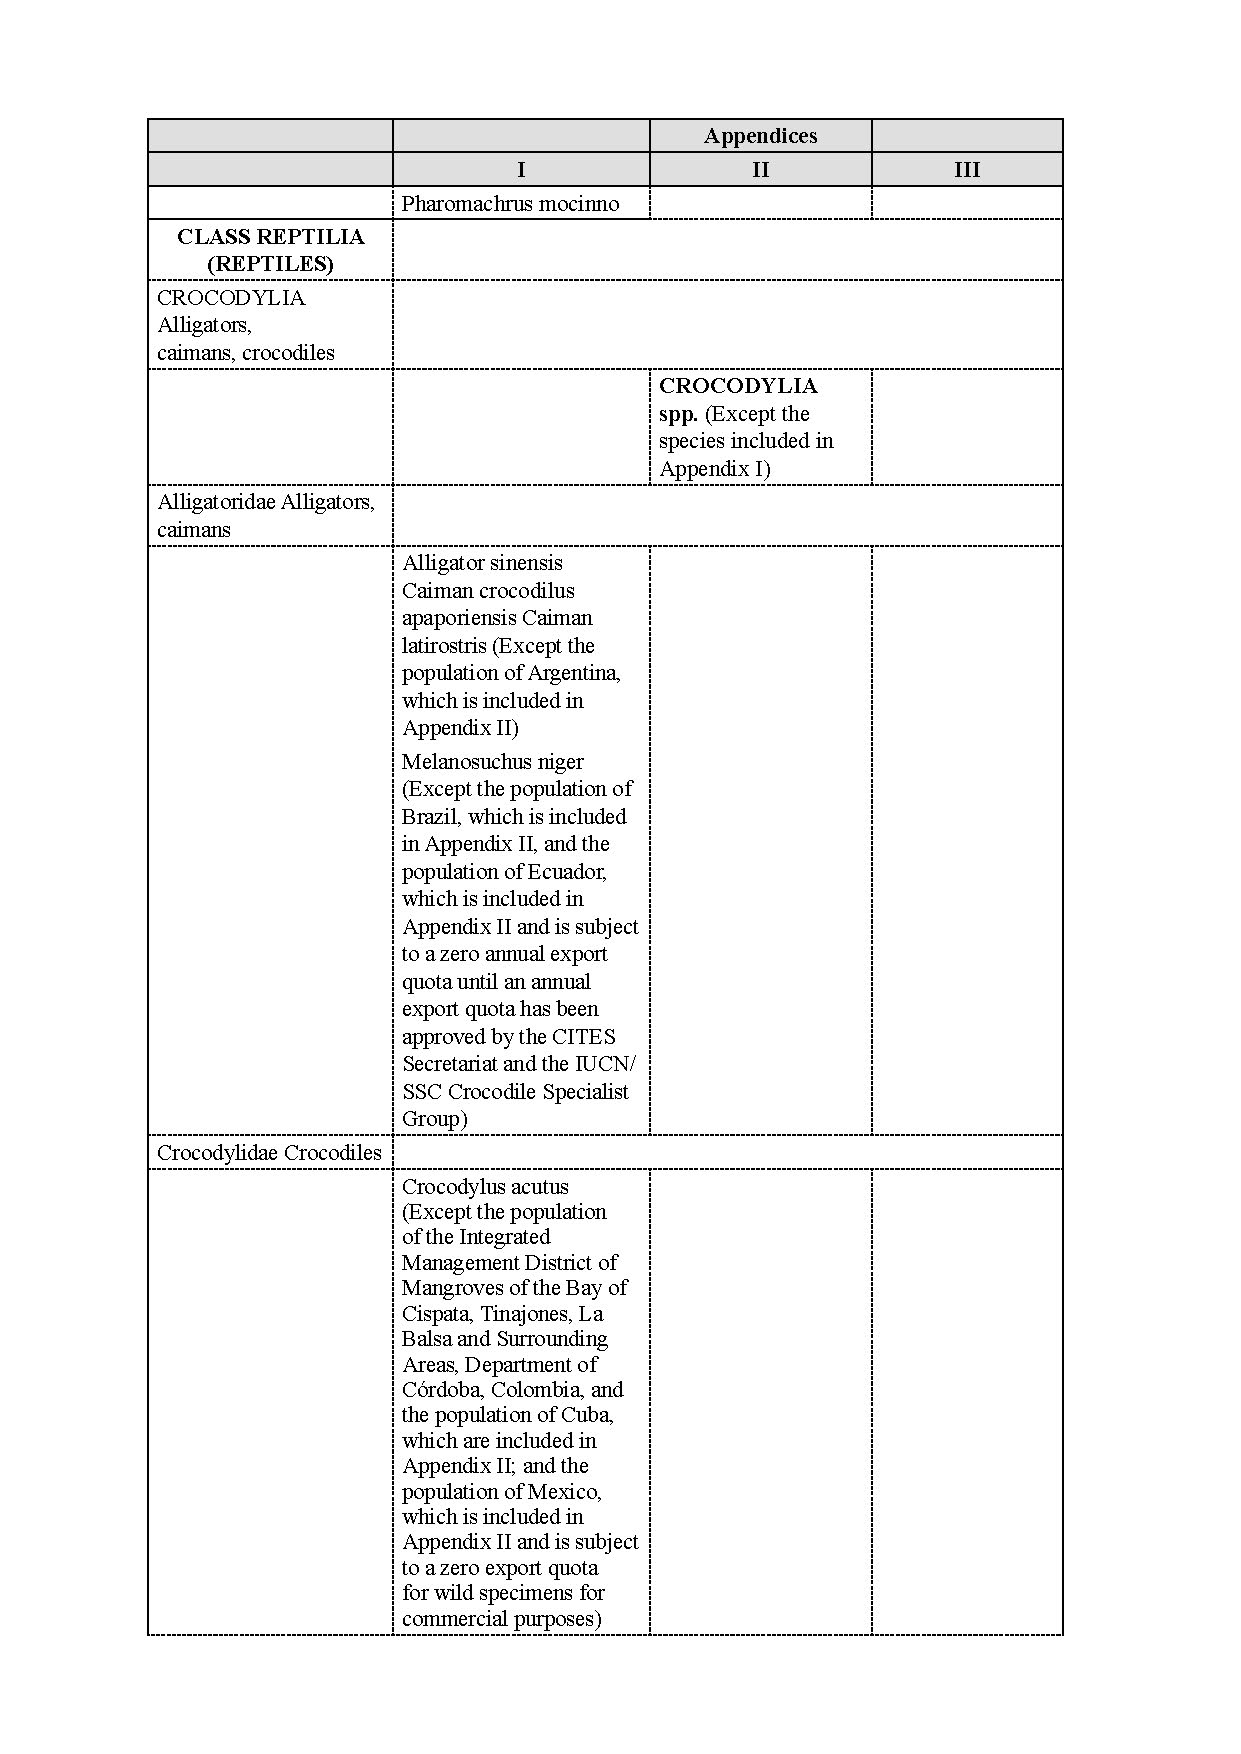 Appendices
I II III
Pharomachrus mocinno
CLASS REPTILIA
(REPTILES)
CROCODYLIA
Alligators,
caimans, crocodiles
CROCODYLIA
spp. (Except the
species included in
Appendix I)
Alligatoridae Alligators,
caimans
Alligator sinensis
Caiman crocodilus
apaporiensis Caiman
latirostris (Except the
population of Argentina,
which is included in
Appendix II)
Melanosuchus niger
(Except the population of
Brazil, which is included
in Appendix II, and the
population of Ecuador,
which is included in
Appendix II and is subject
to a zero annual export
quota until an annual
export quota has been
approved by the CITES
Secretariat and the IUCN/
SSC Crocodile Specialist
Group)
Crocodylidae Crocodiles
Crocodylus acutus
(Except the population
of the Integrated
Management District of
Mangroves of the Bay of
Cispata, Tinajones, La
Balsa and Surrounding
Areas, Department of
Córdoba, Colombia, and
the population of Cuba,
which are included in
Appendix II; and the
population of Mexico,
which is included in
Appendix II and is subject
to a zero export quota
for wild specimens for
commercial purposes)